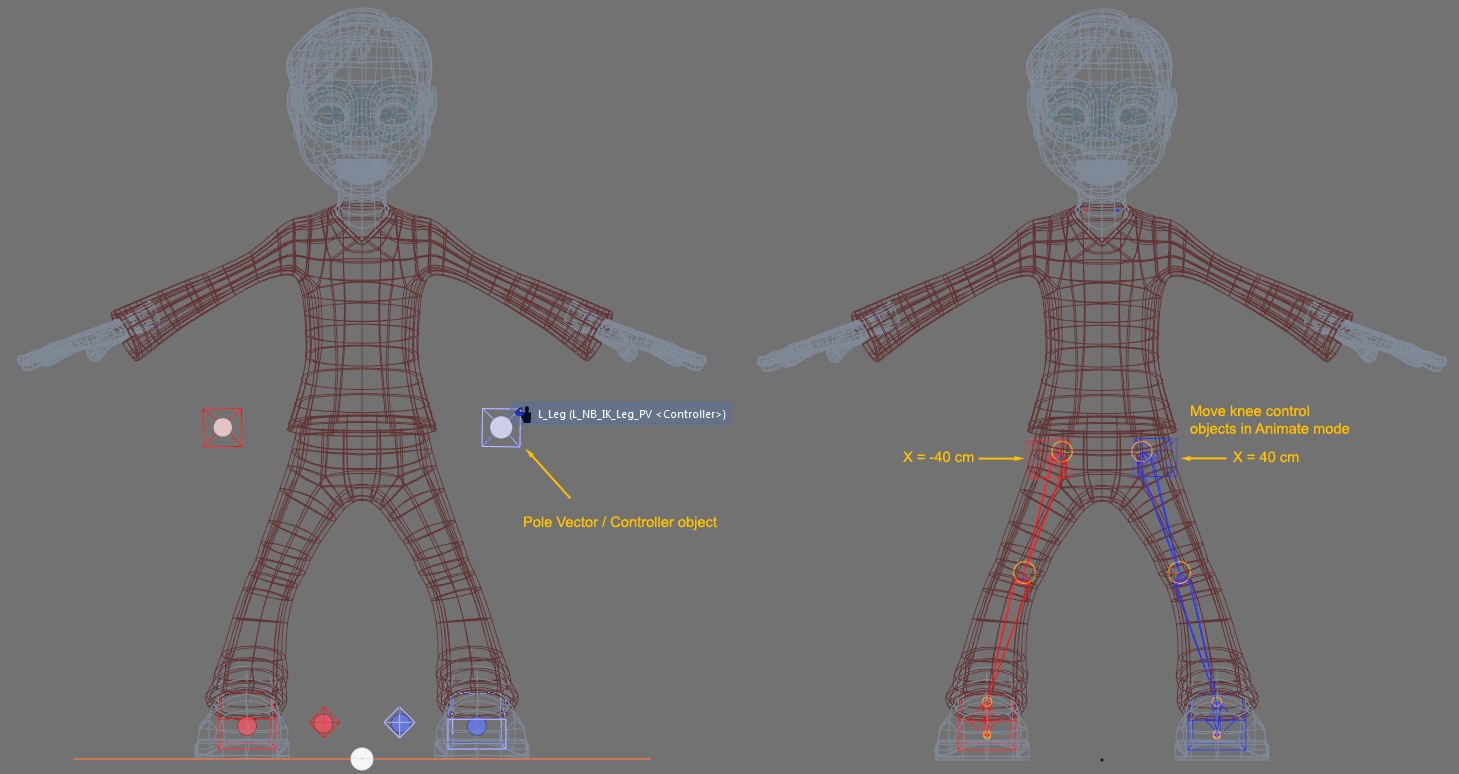 L_Leg (L_NB_IK_Leg_PV <Controller>)
Pole Vector / Controller object
Move knee control
objects in Animate mode
X = -40 cm
X = 40 cm